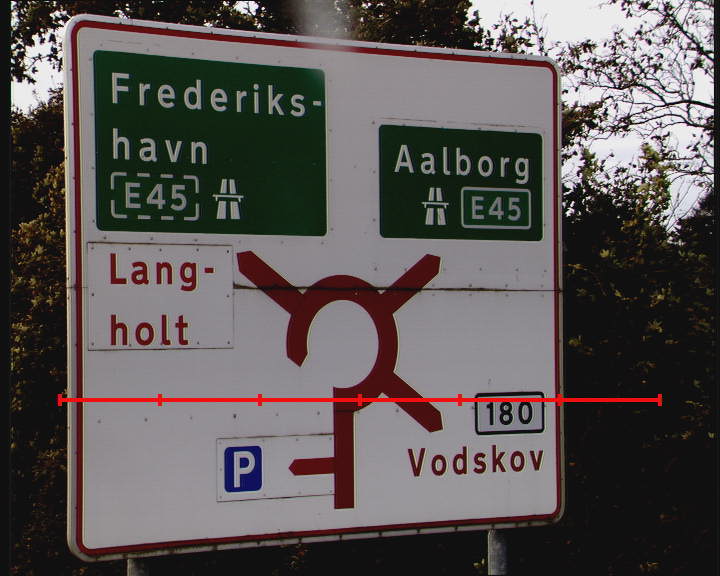 Frederiks-
havn
E45
Aalborg
E45
Lang-
holt
180
Vodskov
P